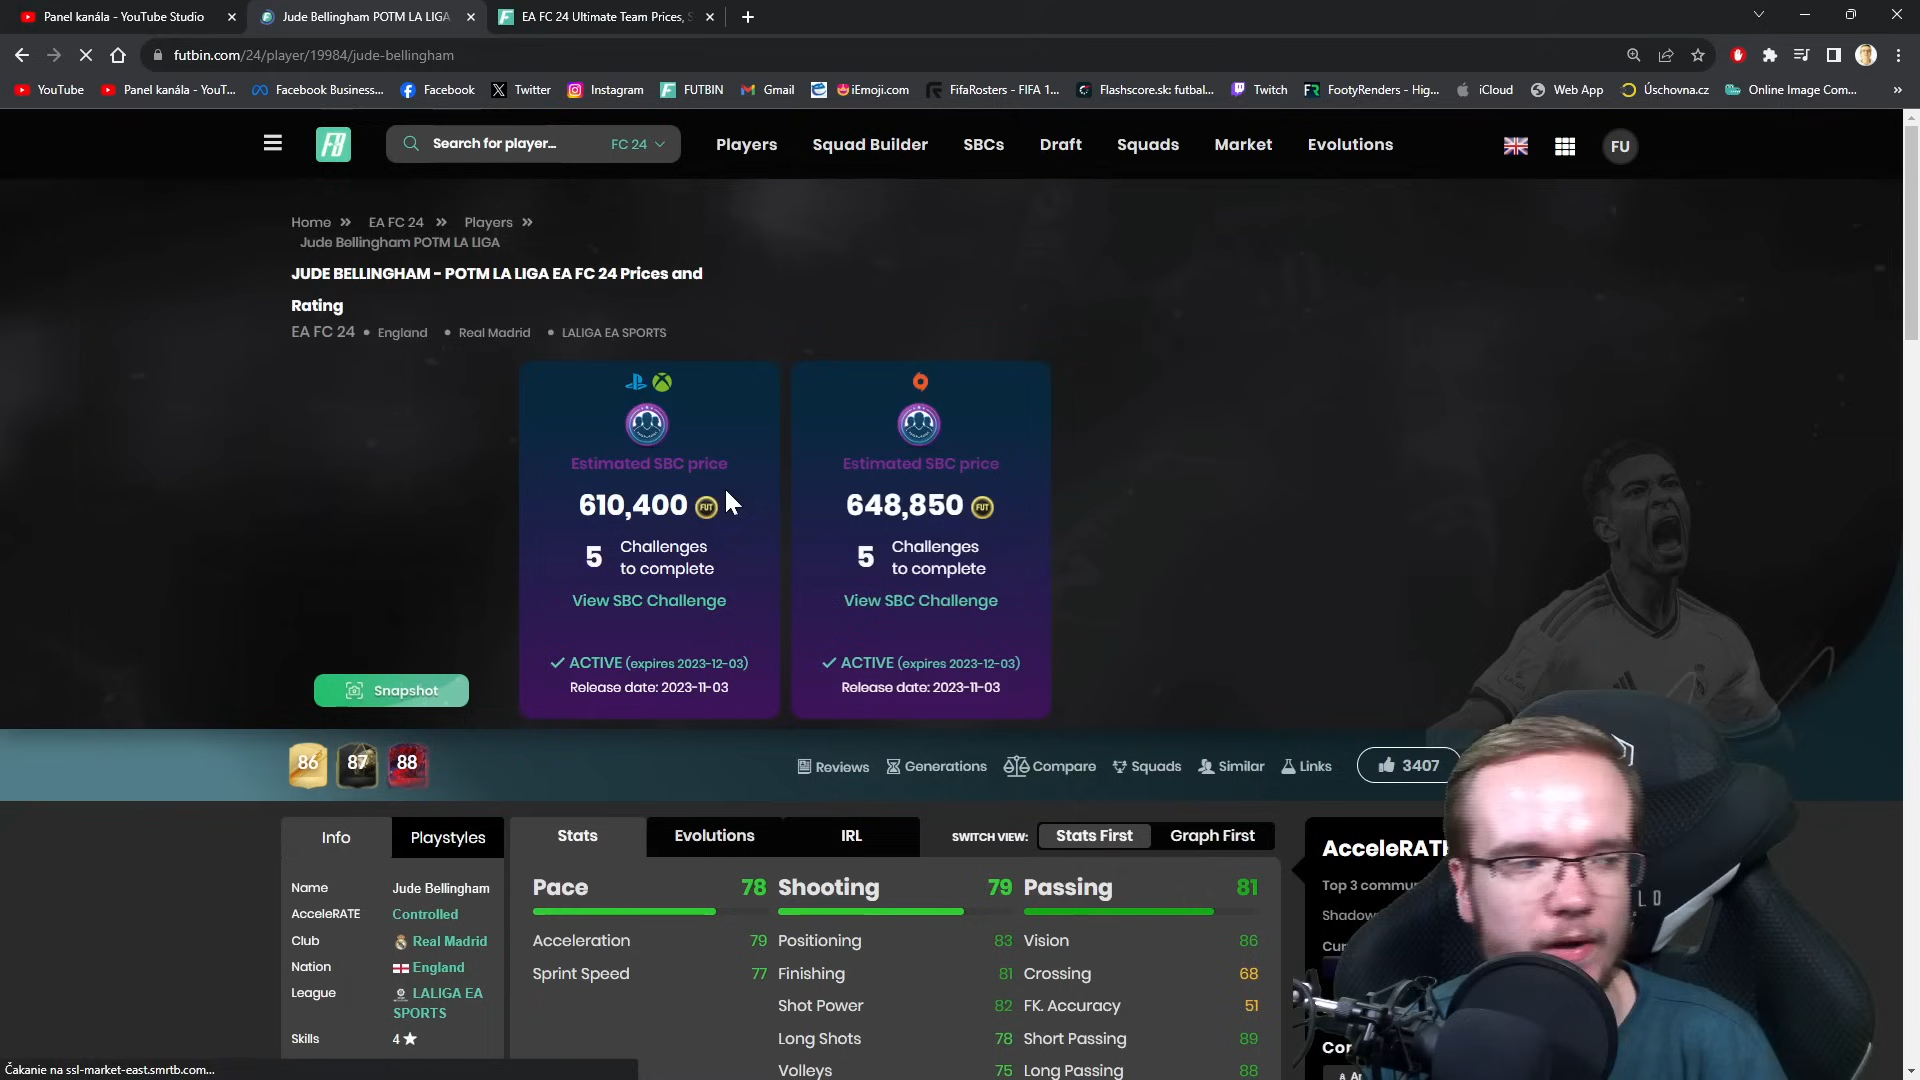 Panel kanála - YouTube Studio
Jude Bellingham POTM LA LIGA
EA FC 24 Ultimate Team Prices, S
futbin.com/24/player/19984/jude-bellingham
YouTube
Panel kanála - YouT...
Facebook Business...
Facebook
Twitter
Instagram
FUTBIN
Gmail
iEmoji.com
FifaRosters - FIFA 1...
Flashscore.sk: futbal...
Twitch
FootyRenders - Hig...
iCloud
Web App
Úschovna.cz
Online Image Com...
Search for player...
FC 24
Players
Squad Builder
SBCs
Draft
Squads
Market
Evolutions
FU
Home » EA FC 24 » Players »
Jude Bellingham POTM LA LIGA
JUDE BELLINGHAM - POTM LA LIGA EA FC 24 Prices and
Rating
EA FC 24 • England • Real Madrid • LALIGA EA SPORTS
Estimated SBC price
610,400
FUT
5 Challenges
to complete
View SBC Challenge
ACTIVE (expires 2023-12-03)
Release date: 2023-11-03
Estimated SBC price
648,850
FUT
5 Challenges
to complete
View SBC Challenge
ACTIVE (expires 2023-12-03)
Release date: 2023-11-03
Snapshot
86
87
88
Reviews
Generations
Compare
Squads
Similar
Links
3407
Info
Playstyles
Name Jude Bellingham
AcceleRATE Controlled
Club Real Madrid
Nation England
League LALIGA EA
SPORTS
Skills 4★
Stats
Evolutions
IRL
SWITCH VIEW:
Stats First
Graph First
Pace 78
Acceleration 79
Sprint Speed 77
Shooting 79
Positioning 83
Finishing 81
Shot Power 82
Long Shots 78
Volleys 75
Passing 81
Vision 86
Crossing 68
FK. Accuracy 51
Short Passing 89
Long Passing 88
AcceleRATE
Top 3 commu
Shadow
Čakanie na ssl-market-east.smrtb.com...